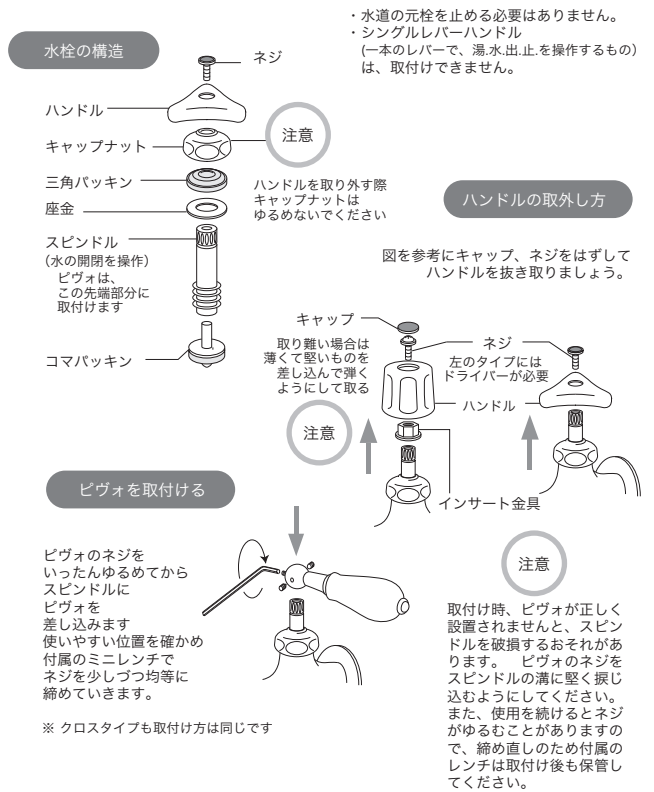 ・水道の元栓を止める必要はありません。
・シングルレバーハンドル
(一本のレバーで、湯.水.出.止.を操作するもの）
は、取付けできません。
水栓の構造
ネジ
ハンドル
キャップナット
注意
三角パッキン
座金
ハンドルを取り外す際
キャップナットは
ゆるめないでください
スピンドル
（水の開閉を操作）
ピヴォは、
この先端部分に
取付けます
コマパッキン
ハンドルの取外し方
図を参考にキャップ、ネジをはずして
ハンドルを抜き取りましょう。
キャップ
取り難い場合は
薄くて堅いものを
差し込んで弾く
ようにして取る
注意
ネジ
左のタイプには
ドライバーが必要
ハンドル
インサート金具
ピヴォを取付ける
ピヴォのネジを
いったんゆるめてから
スピンドルに
ピヴォを
差し込みます
使いやすい位置を確かめ
付属のミニレンチで
ネジを少しづつ均等に
締めていきます。
※ クロスタイプも取付け方は同じです
注意
取付け時、ピヴォが正しく
設置されませんと、スピン
ドルを破損するおそれがあ
ります。　ピヴォのネジを
スピンドルの溝に堅く捩じ
込むようにしてください。
また、使用を続けるとネジ
がゆるむことがありますの
で、締め直しのため付属の
レンチは取付け後も保管し
てください。